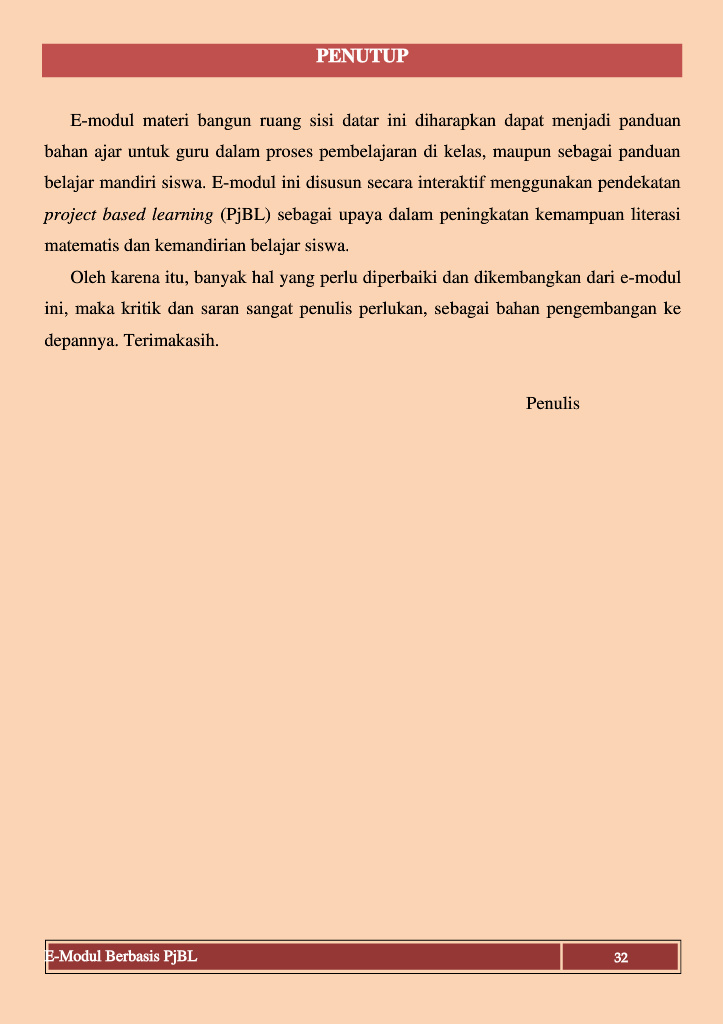 PENUTUP
E-modul materi bangun ruang sisi datar ini diharapkan dapat menjadi panduan
bahan ajar untuk guru dalam proses pembelajaran di kelas, maupun sebagai panduan
belajar mandiri siswa. E-modul ini disusun secara interaktif menggunakan pendekatan
project based learning (PjBL) sebagai upaya dalam peningkatan kemampuan literasi
matematis dan kemandirian belajar siswa.
Oleh karena itu, banyak hal yang perlu diperbaiki dan dikembangkan dari e-modul
ini, maka kritik dan saran sangat penulis perlukan, sebagai bahan pengembangan ke
depannya. Terimakasih.
Penulis
E-Modul Berbasis PjBL 32